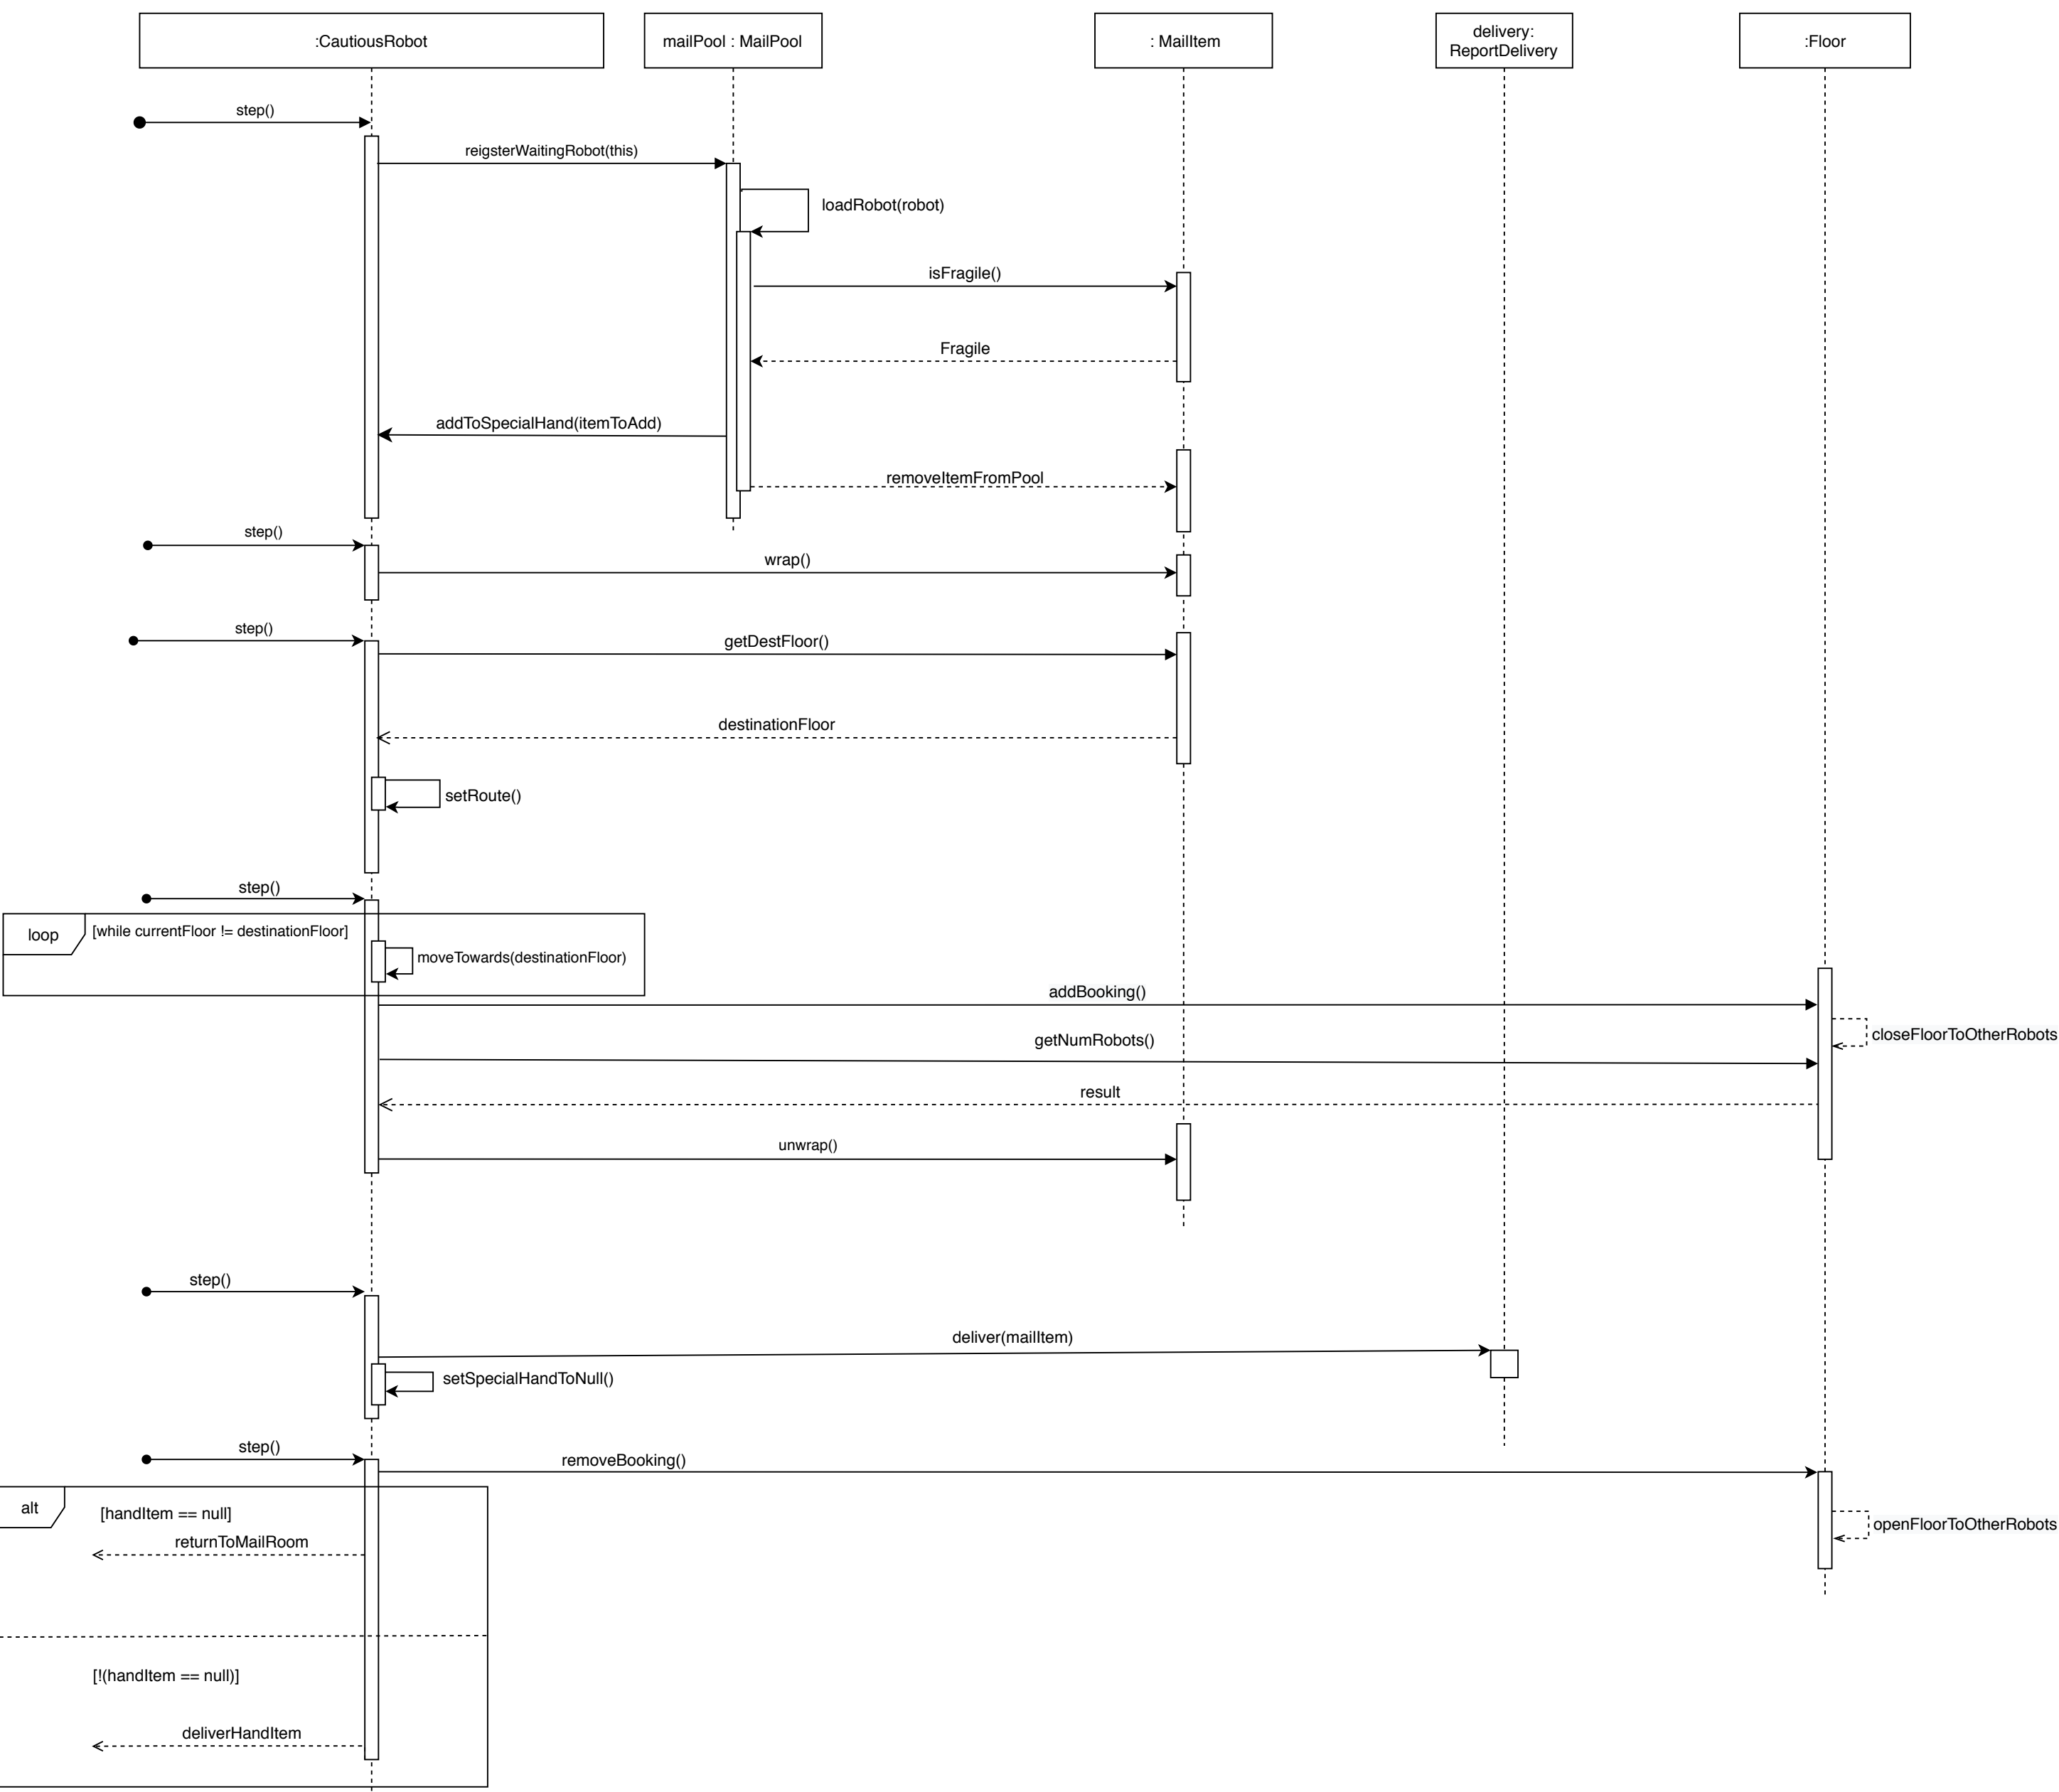 :CautiousRobot
mailPool : MailPool
: MailItem
delivery:
ReportDelivery
:Floor
step()
reigsterWaitingRobot(this)
loadRobot(robot)
isFragile()
Fragile
addToSpecialHand(itemToAdd)
removeItemFromPool
step()
wrap()
step()
getDestFloor()
destinationFloor
setRoute()
step()
loop
[while currentFloor != destinationFloor]
moveTowards(destinationFloor)
addBooking()
closeFloorToOtherRobots
getNumRobots()
result
unwrap()
step()
deliver(mailItem)
setSpecialHandToNull()
step()
removeBooking()
alt
[handItem == null]
openFloorToOtherRobots
returnToMailRoom
[!(handItem == null)]
deliverHandItem